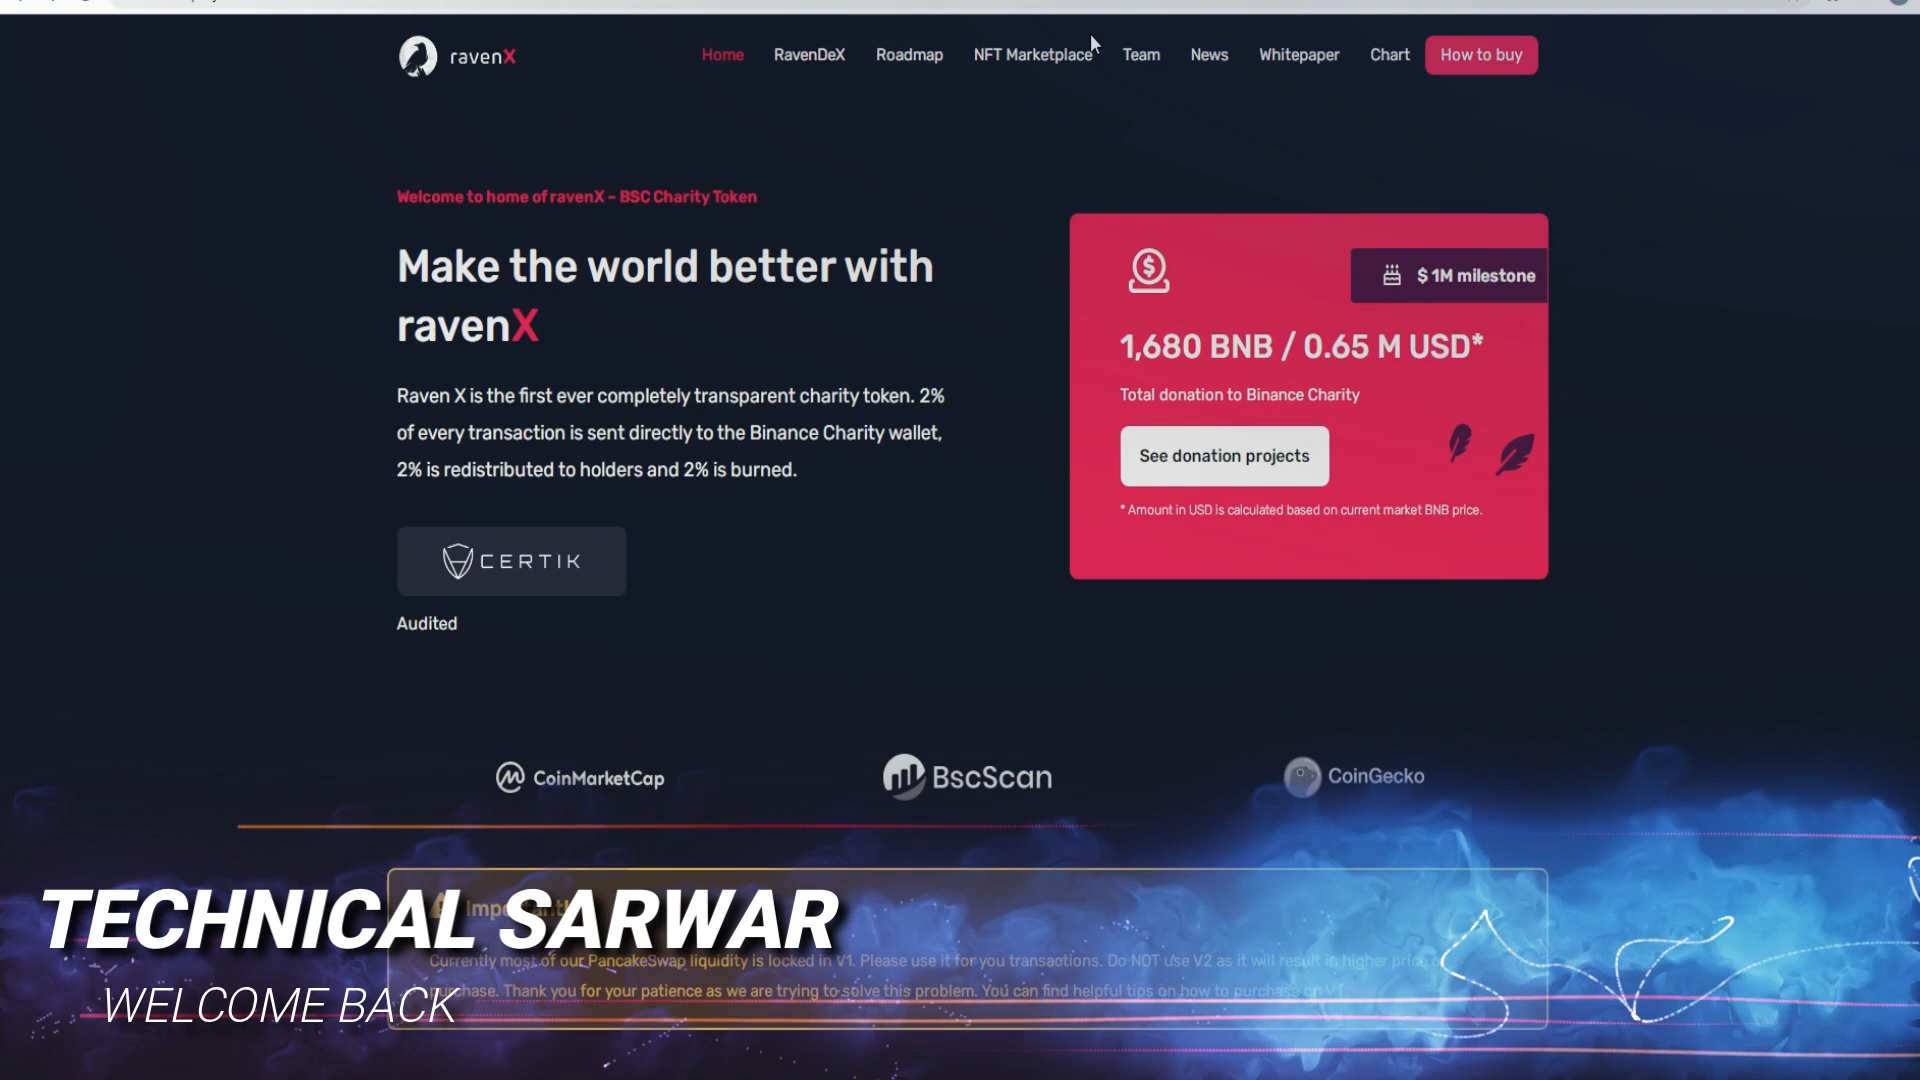 ravenX
Home
RavenDeX
Roadmap
NFT Marketplace
Team
News
Whitepaper
Chart
How to buy
Welcome to home of ravenX - BSC Charity Token
Make the world better with
ravenX
Raven X is the first ever completely transparent charity token. 2%
of every transaction is sent directly to the Binance Charity wallet,
2% is redistributed to holders and 2% is burned.
CERTIK
Audited
$ 1M milestone
1,680 BNB / 0.65 M USD*
Total donation to Binance Charity
See donation projects
* Amount in USD is calculated based on current market BNB price.
CoinMarketCap
BscScan
CoinGecko
TECHNICAL SARWAR
Currently most of our PancakeSwap liquidity is locked in V1. Please use it for you transactions. Do NOT use V2 as it will result in higher price
purchase. Thank you for your patience as we are trying to solve this problem. You can find helpful tips on how to purchase on V1
WELCOME BACK